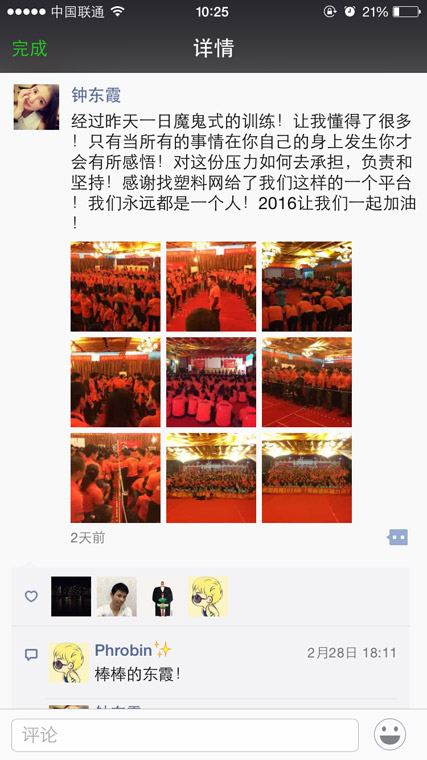 中国联通
10:25
21%
完成
详情
钟东霞
经过昨天一日魔鬼式的训练！让我懂得了很多
！只有当所有的事情在你自己的身上发生你才
会有所感悟！对这份压力如何去承担，负责和
坚持！感谢找塑料网给了我们这样的一个平台
！我们永远都是一个人！2016让我们一起加油
！
2天前
Phrobin✨
2月28日 18:11
棒棒的东霞！
评论